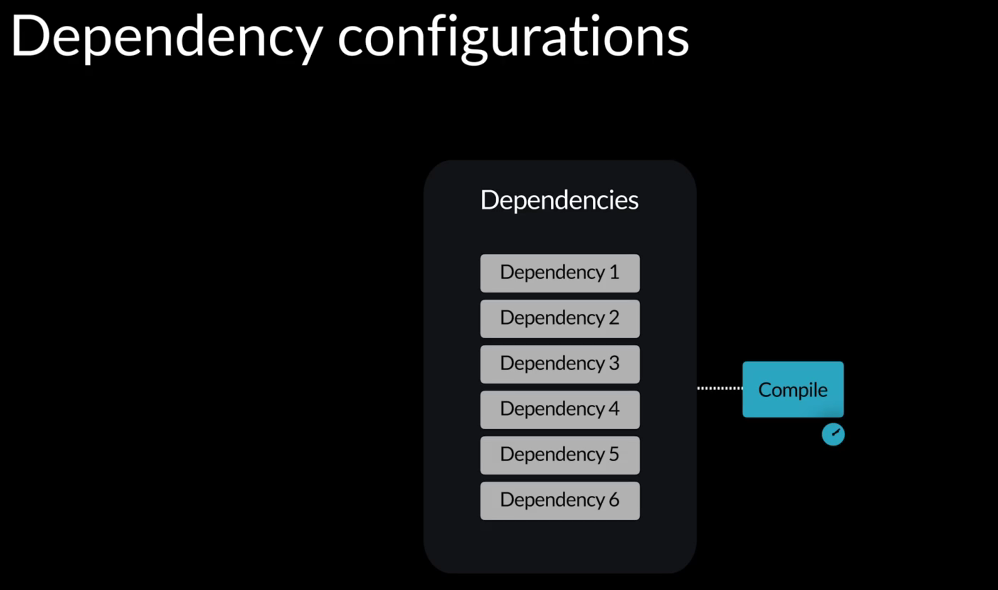 Dependency configurations
Dependencies
Dependency 1
Dependency 2
Dependency 3
Dependency 4
Dependency 5
Dependency 6
Compile